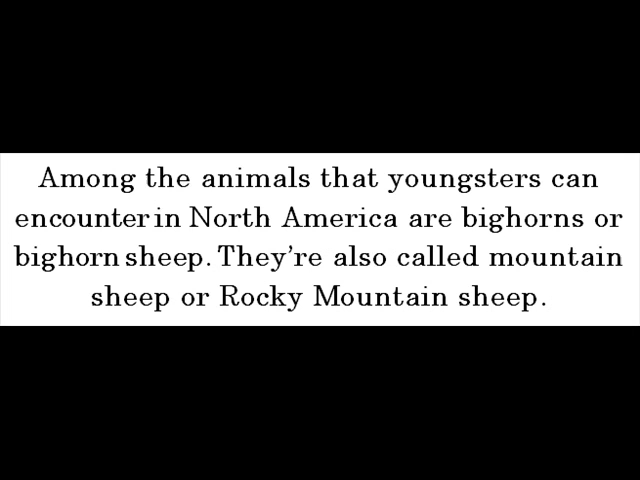 Among the animals that youngsters can
encounter in North America are bighorns or
bighorn sheep. They're also called mountain
sheep or Rocky Mountain sheep.